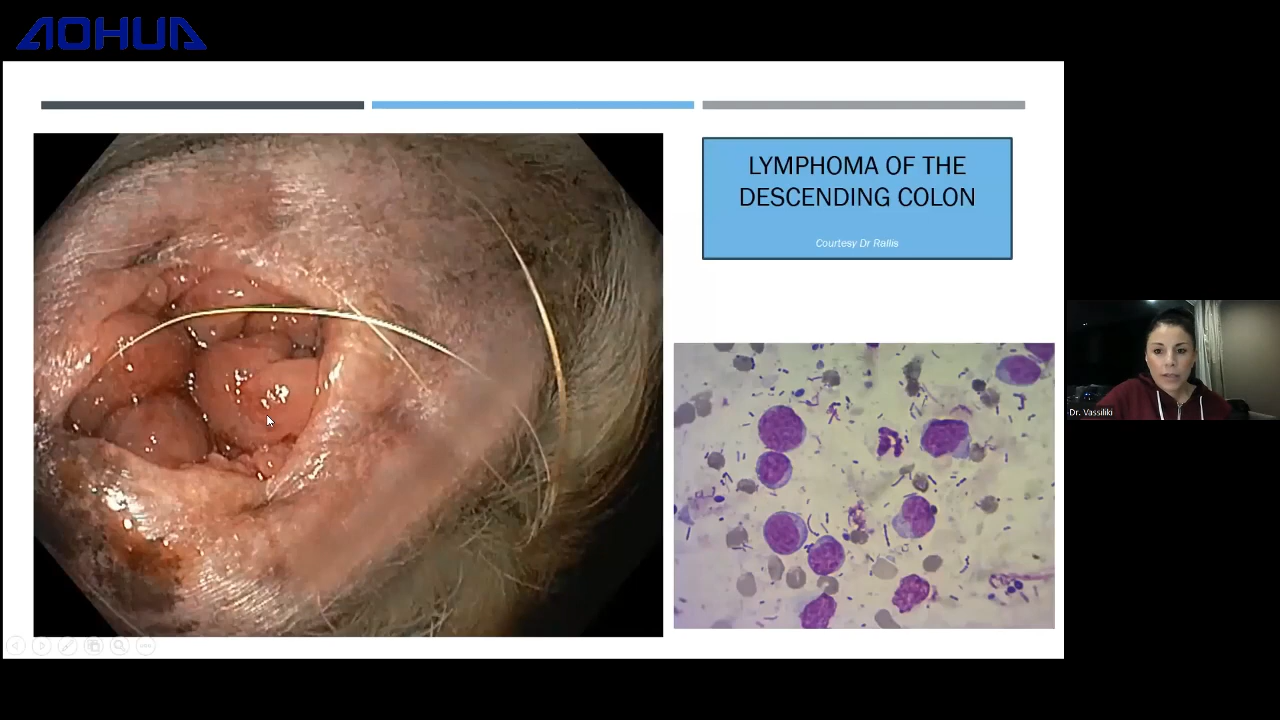 AOHUA
LYMPHOMA OF THE
DESCENDING COLON
Courtesy Dr Rallis
Dr. Vassiliki